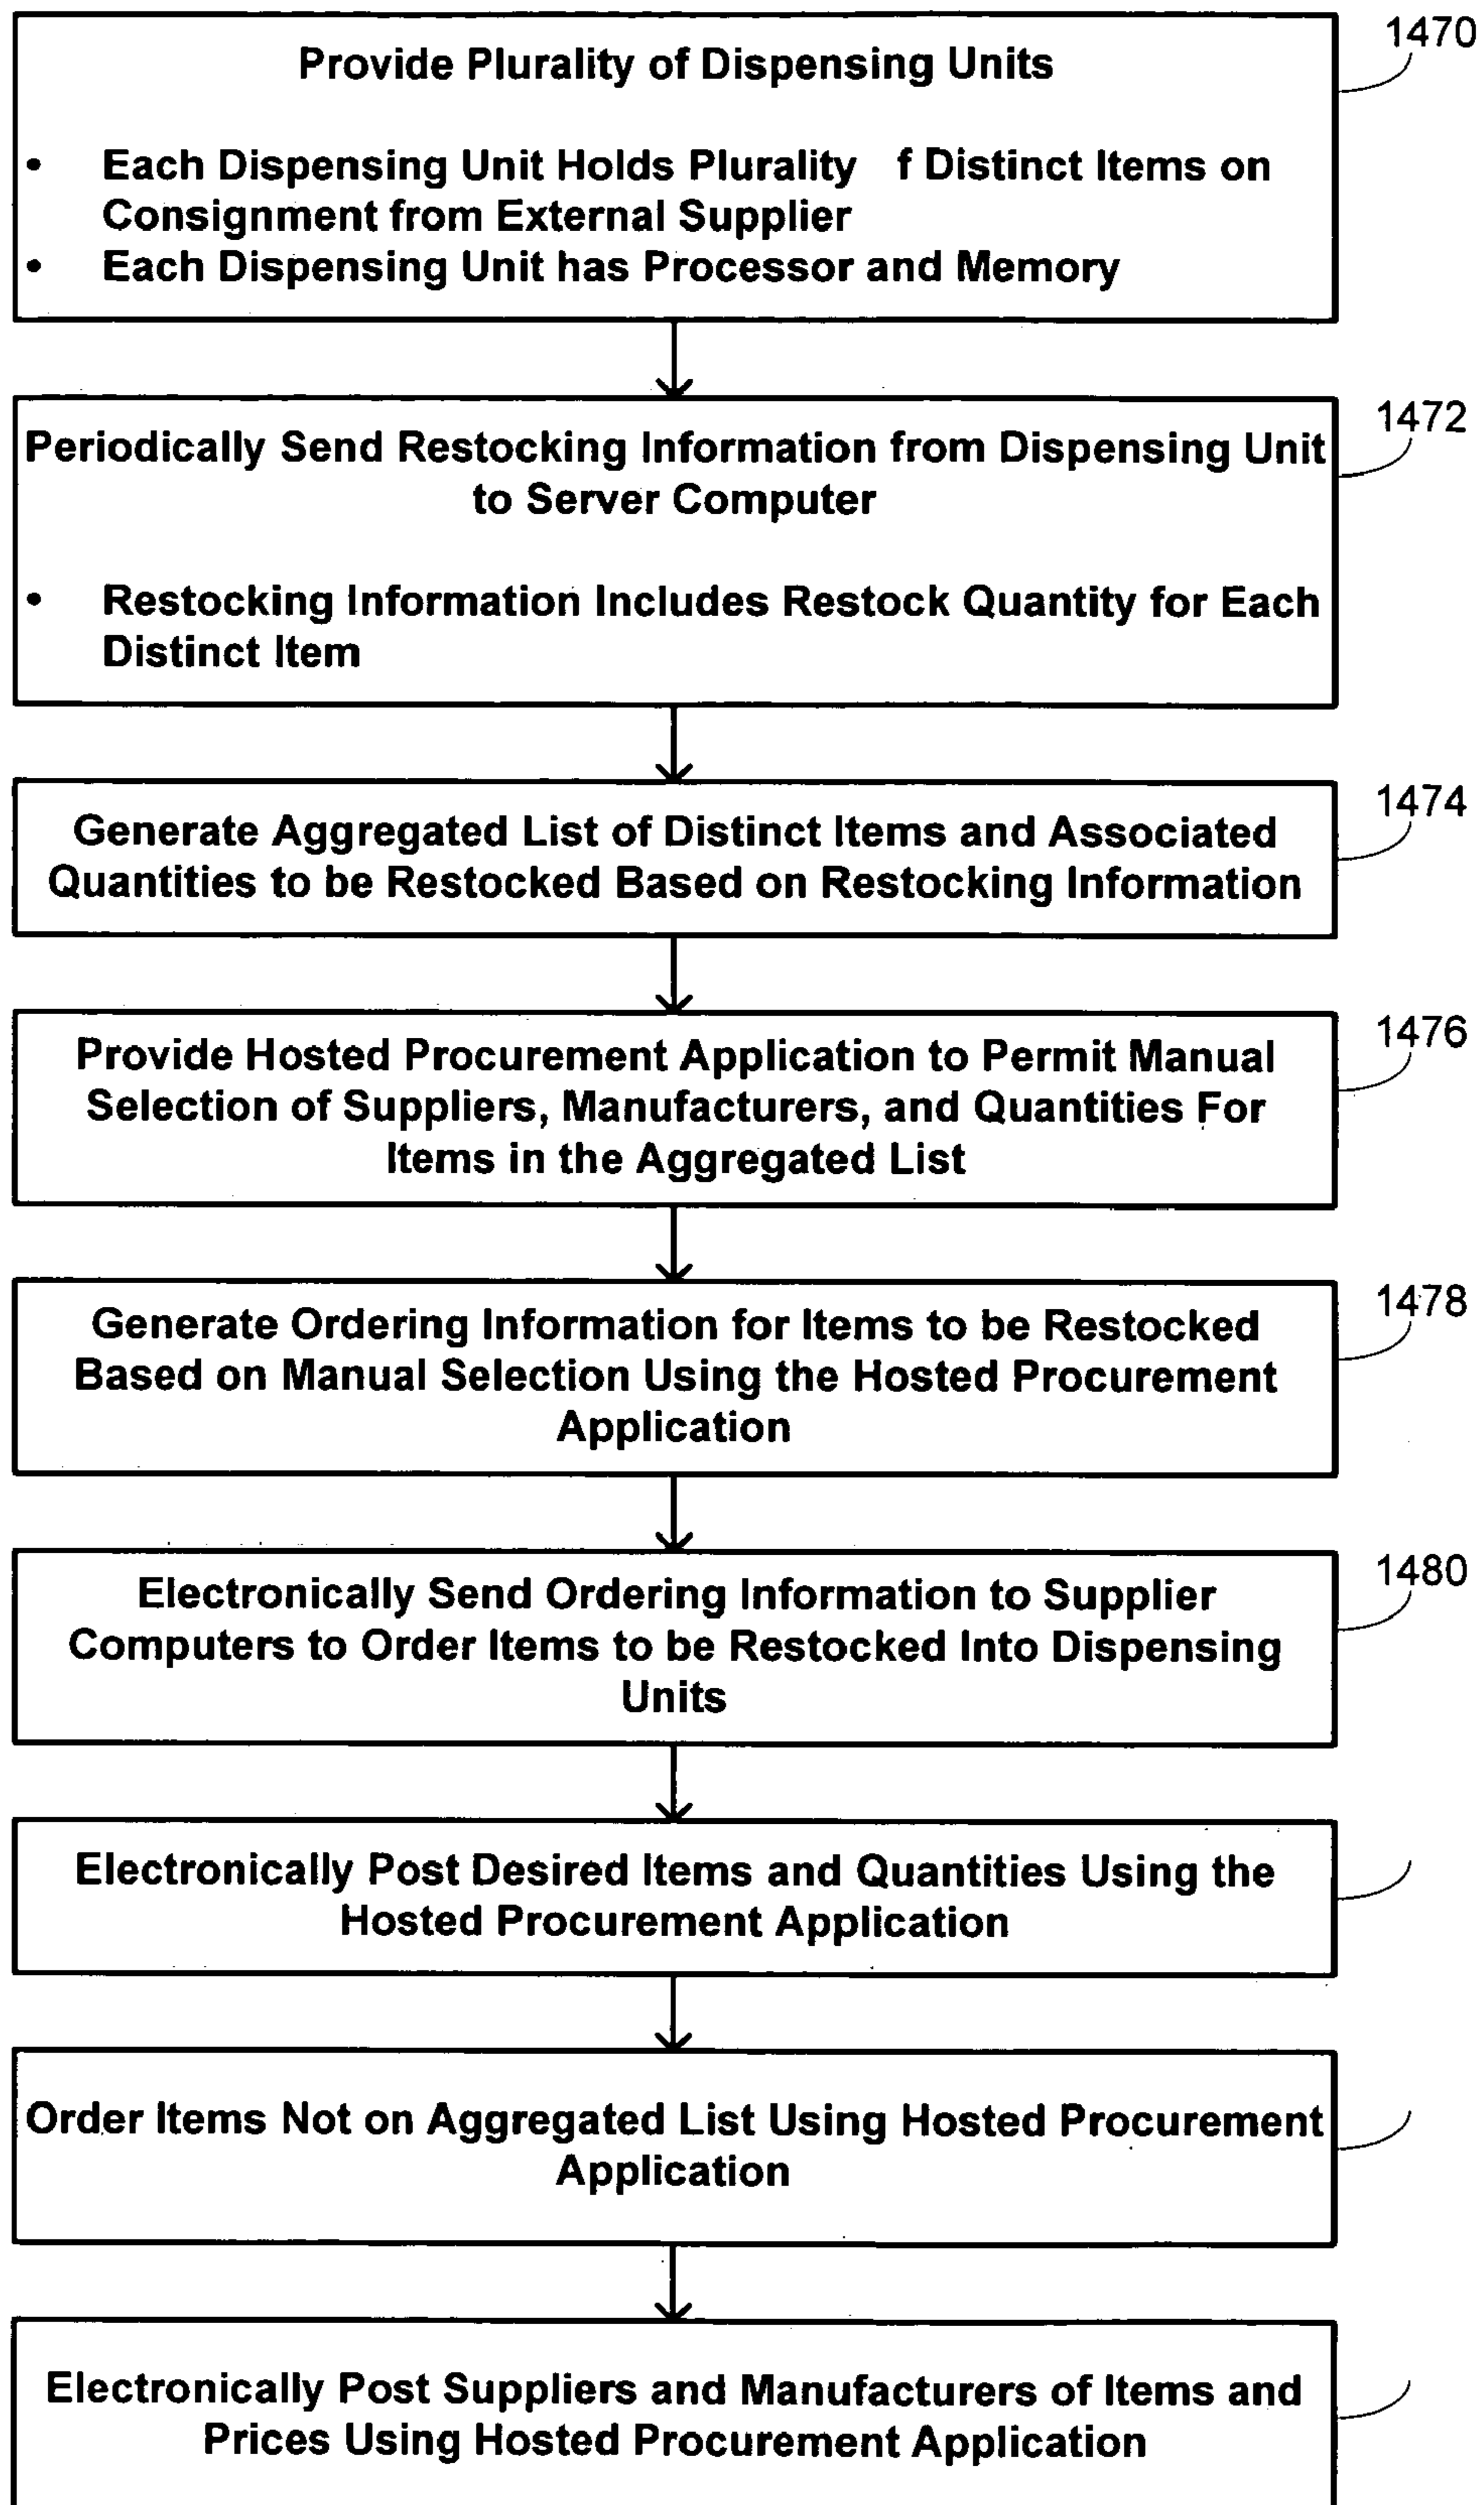 1470
Provide Plurality of Dispensing Units
• Each Dispensing Unit Holds Plurality f Distinct Items on
Consignment from External Supplier
• Each Dispensing Unit has Processor and Memory
1472
Periodically Send Restocking Information from Dispensing Unit
to Server Computer
• Restocking Information Includes Restock Quantity for Each
Distinct Item
1474
Generate Aggregated List of Distinct Items and Associated
Quantities to be Restocked Based on Restocking Information
1476
Provide Hosted Procurement Application to Permit Manual
Selection of Suppliers, Manufacturers, and Quantities For
Items in the Aggregated List
1478
Generate Ordering Information for Items to be Restocked
Based on Manual Selection Using the Hosted Procurement
Application
1480
Electronically Send Ordering Information to Supplier
Computers to Order Items to be Restocked Into Dispensing
Units
Electronically Post Desired Items and Quantities Using the
Hosted Procurement Application
Order Items Not on Aggregated List Using Hosted Procurement
Application
Electronically Post Suppliers and Manufacturers of Items and
Prices Using Hosted Procurement Application